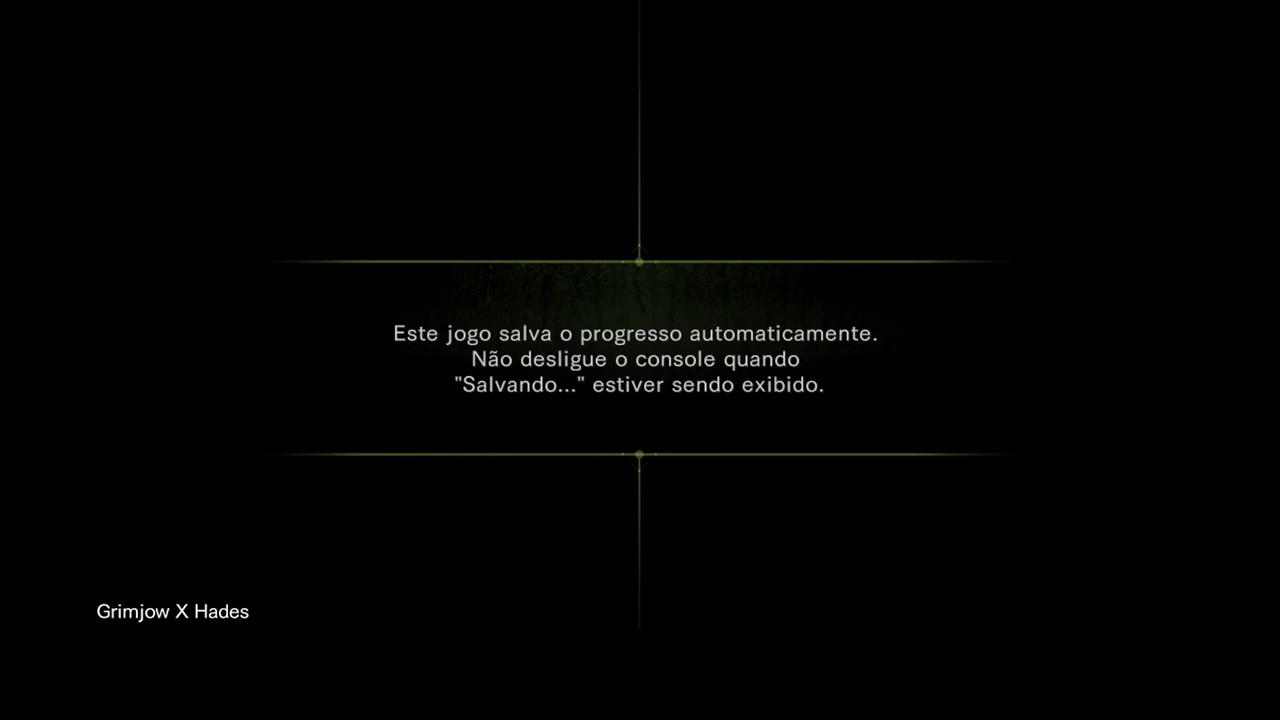 Este jogo salva o progresso automaticamente.
Não desligue o console quando
"Salvando..." estiver sendo exibido.
Grimjow X Hades